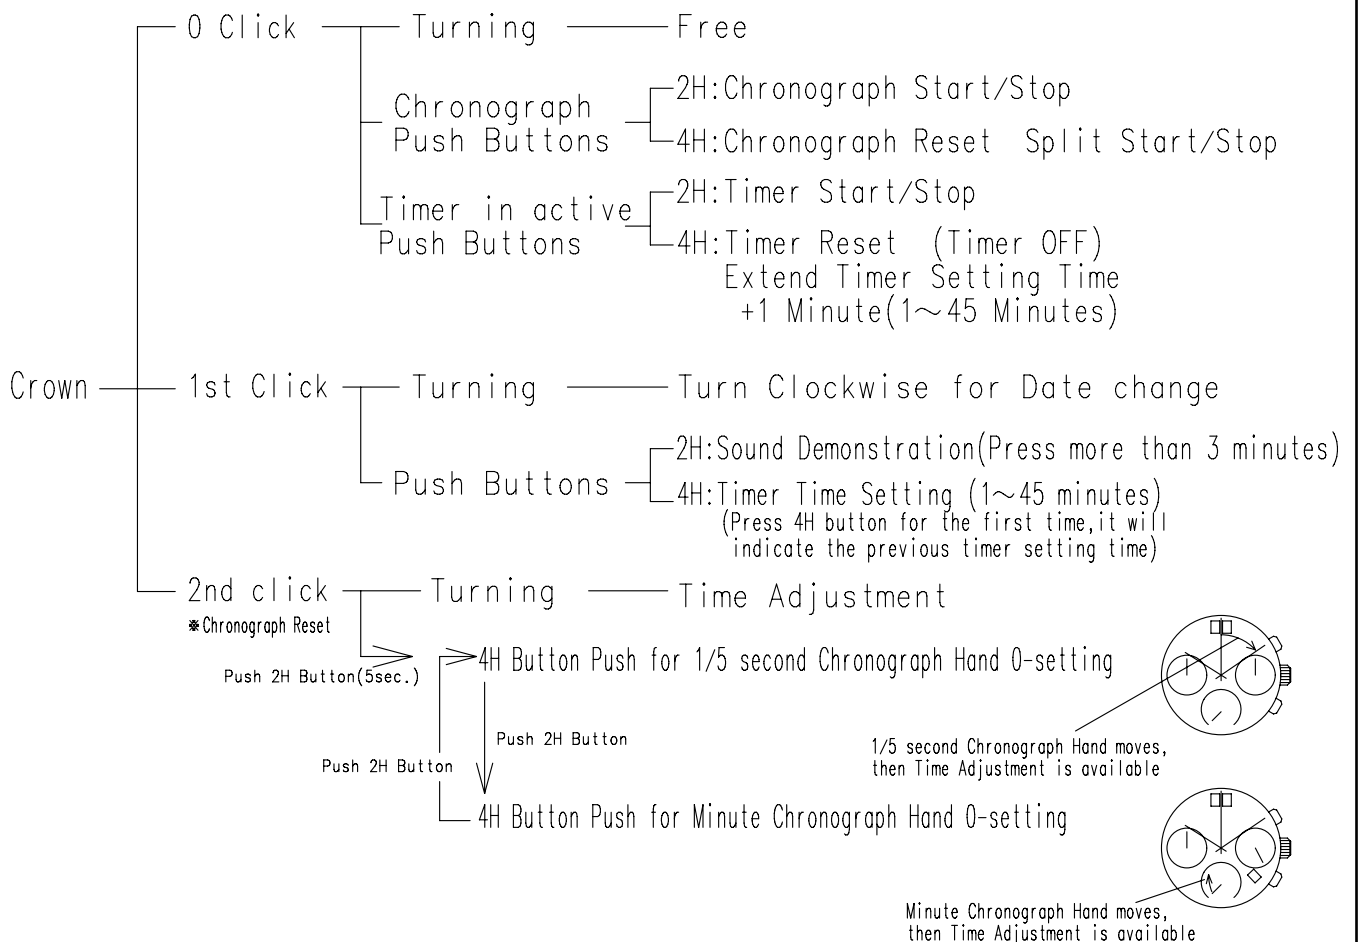 0 Click Turning Free
Chronograph
Push Buttons
2H:Chronograph Start/Stop
4H:Chronograph Reset Split Start/Stop
Timer in active
Push Buttons
2H:Timer Start/Stop
4H:Timer Reset (Timer OFF)
Extend Timer Setting Time
+1 Minute(1～45 Minutes)
Crown 1st Click Turning Turn Clockwise for Date change
Push Buttons
2H:Sound Demonstration(Press more than 3 minutes)
4H:Timer Time Setting (1～45 minutes)
(Press 4H button for the first time,it will
indicate the previous timer setting time)
2nd click Turning Time Adjustment
※Chronograph Reset
Push 2H Button(5sec.)
4H Button Push for 1/5 second Chronograph Hand 0-setting
Push 2H Button
Push 2H Button
1/5 second Chronograph Hand moves,
then Time Adjustment is available
4H Button Push for Minute Chronograph Hand 0-setting
Minute Chronograph Hand moves,
then Time Adjustment is available